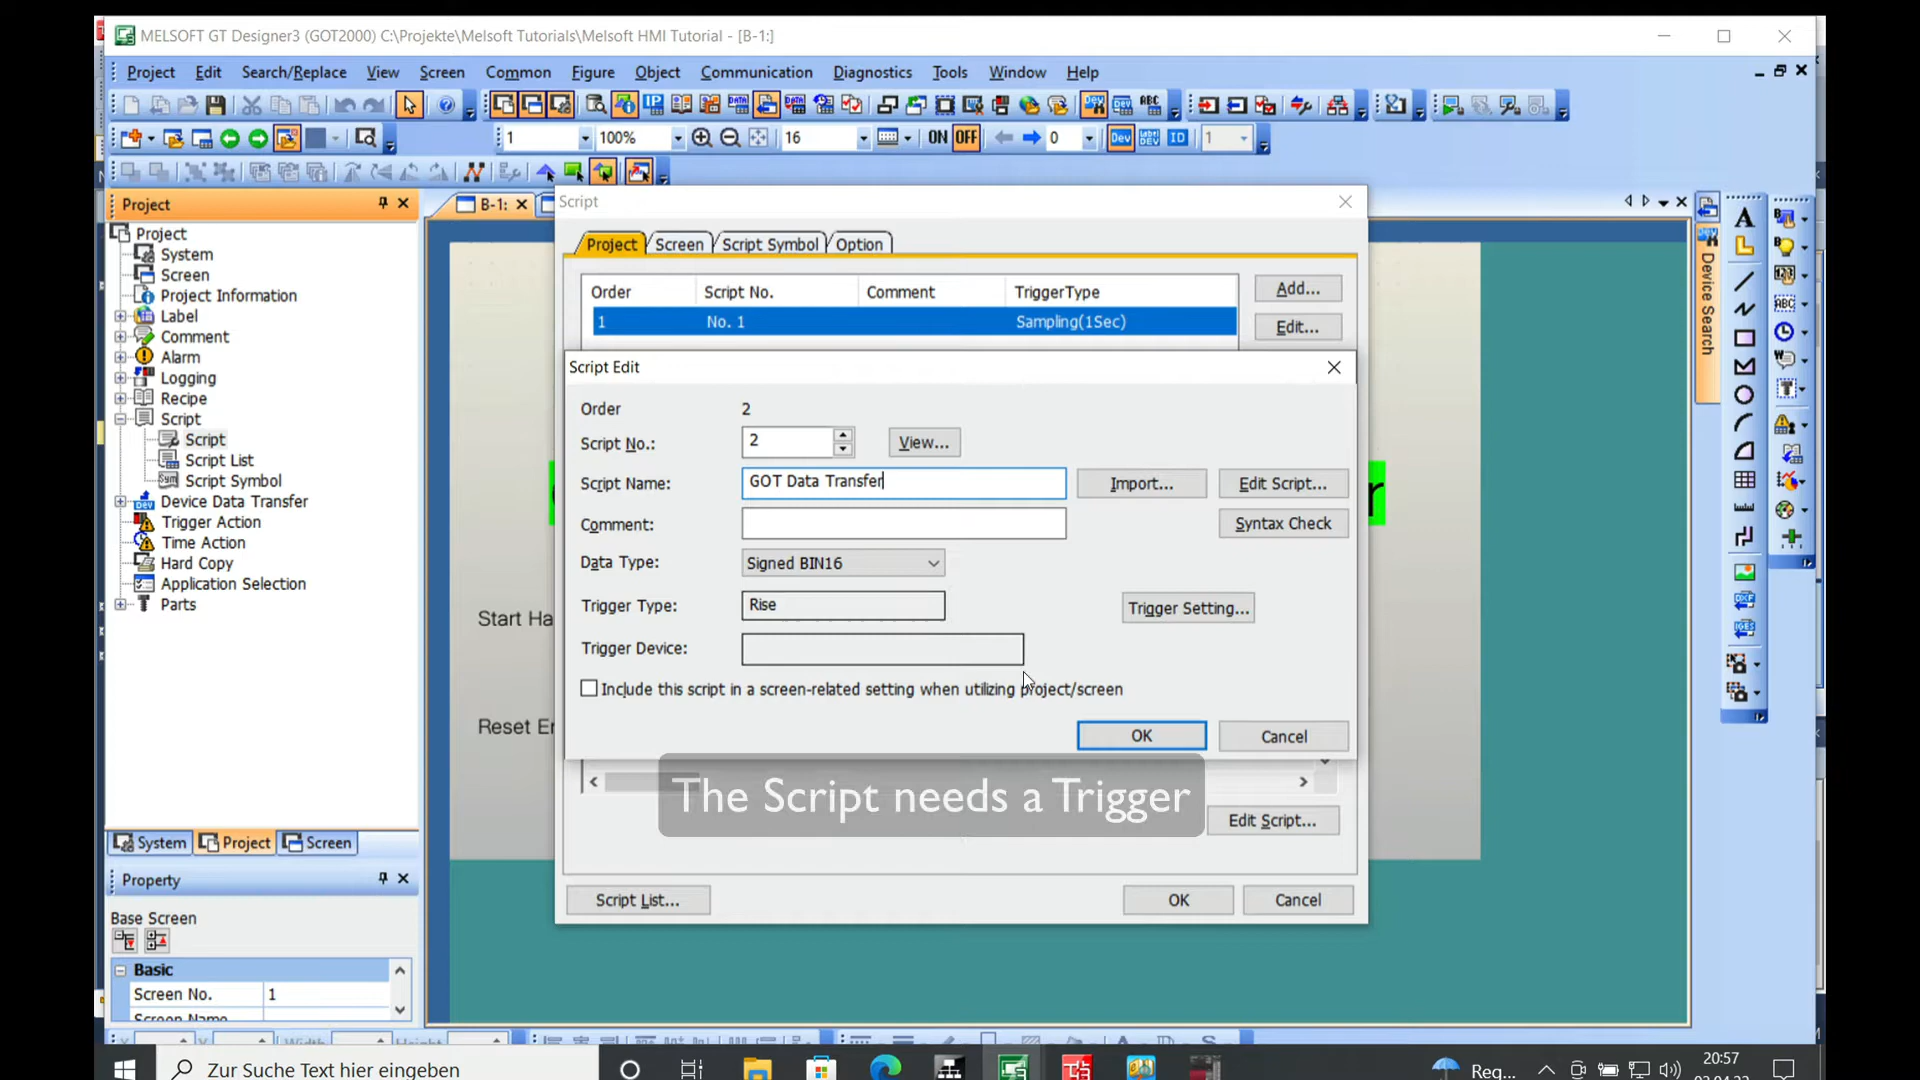 MELSOFT GT Designer3 (GOT2000) C:\Projekte\Melsoft Tutorials\Melsoft HMI Tutorial - [B-1:]
Project Edit Search/Replace View Screen Common Figure Object Communication Diagnostics Tools Window Help
1 100% 16 ON OFF 0 Dev ID 1
Project
B-1:
Project
System
Screen
Project Information
Label
Comment
Alarm
Logging
Recipe
Script
Script
Script List
Script Symbol
Device Data Transfer
Trigger Action
Time Action
Hard Copy
Application Selection
Parts
System Project Screen
Property
Base Screen
Basic
Screen No. 1
Screen Name
Start Ha
Reset Er
Script
Project Screen Script Symbol Option
Order Script No. Comment TriggerType
1 No. 1 Sampling(1Sec)
Add...
Edit...
Script Edit
Order 2
Script No.: 2 View...
Script Name: GOT Data Transfer Import... Edit Script...
Comment: Syntax Check
Data Type: Signed BIN16
Trigger Type: Rise Trigger Setting...
Trigger Device:
Include this script in a screen-related setting when utilizing project/screen
OK Cancel
The Script needs a Trigger
Edit Script...
Script List... OK Cancel
Device Search
Width Height
Zur Suche Text hier eingeben
Reg...
20:57